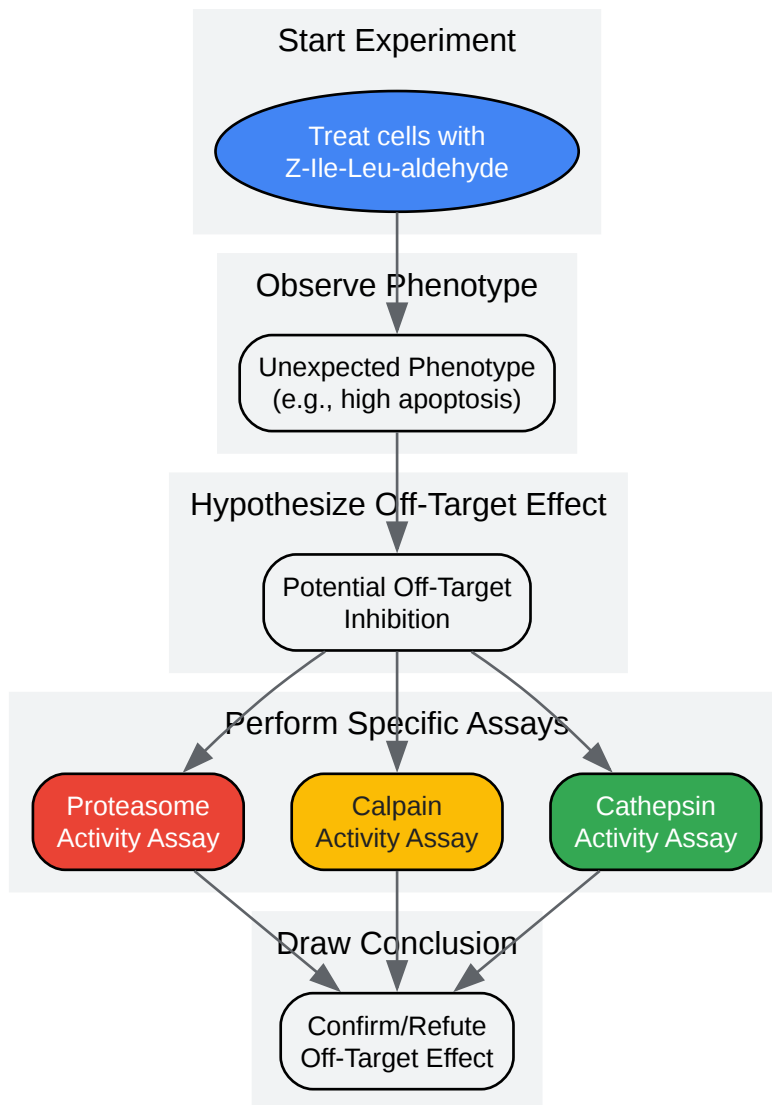 Start Experiment
Treat cells with
Z-Ile-Leu-aldehyde
Observe Phenotype
Unexpected Phenotype
(e.g., high apoptosis)
Hypothesize Off-Target Effect
Potential Off-Target
Inhibition
Perform Specific Assays
Proteasome
Activity Assay
Calpain
Activity Assay
Cathepsin
Activity Assay
Draw Conclusion
Confirm/Refute
Off-Target Effect